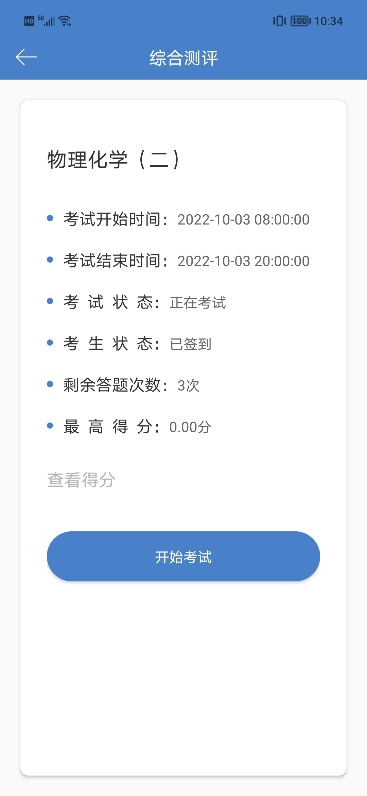 HD 5G 100 10:34
综合测评
物理化学（二）
考试开始时间：2022-10-03 08:00:00
考试结束时间：2022-10-03 20:00:00
考 试 状 态：正在考试
考 生 状 态：已签到
剩余答题次数：3次
最 高 得 分：0.00分
查看得分
开始考试